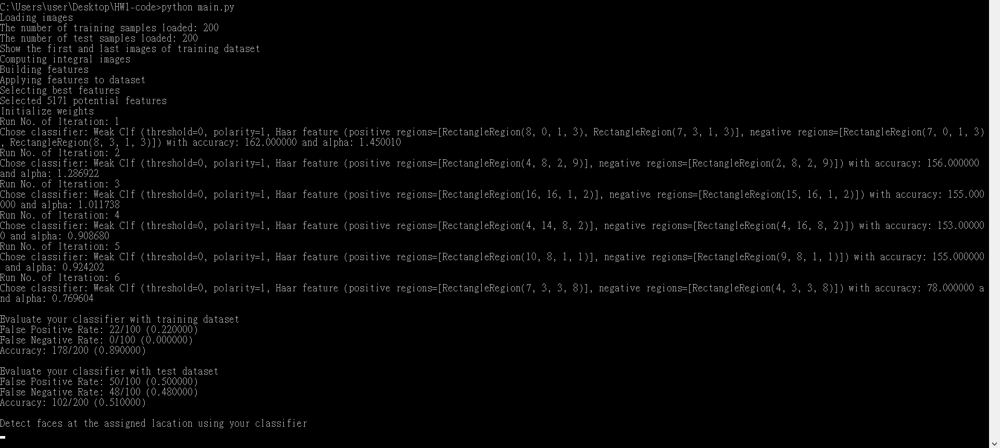 C:\Users\user\Desktop\HW1-code>python main.py
Loading images
The number of training samples loaded: 200
The number of test samples loaded: 200
Show the first and last images of training dataset
Computing integral images
Building features
Applying features to dataset
Selecting best features
Selected 5171 potential features
Initialize weights
Run No. of Iteration: 1
Chose classifier: Weak Clf (threshold=0, polarity=1, Haar feature (positive regions=[RectangleRegion(8, 0, 1, 3), RectangleRegion(7, 3, 1, 3)], negative regions=[RectangleRegion(7, 0, 1, 3)
, RectangleRegion(8, 3, 1, 3)]) with accuracy: 162.000000 and alpha: 1.450010
Run No. of Iteration: 2
Chose classifier: Weak Clf (threshold=0, polarity=1, Haar feature (positive regions=[RectangleRegion(4, 8, 2, 9)], negative regions=[RectangleRegion(2, 8, 2, 9)]) with accuracy: 156.000000
and alpha: 1.286922
Run No. of Iteration: 3
Chose classifier: Weak Clf (threshold=0, polarity=1, Haar feature (positive regions=[RectangleRegion(16, 16, 1, 2)], negative regions=[RectangleRegion(15, 16, 1, 2)]) with accuracy: 155.000
000 and alpha: 1.011738
Run No. of Iteration: 4
Chose classifier: Weak Clf (threshold=0, polarity=1, Haar feature (positive regions=[RectangleRegion(4, 14, 8, 2)], negative regions=[RectangleRegion(4, 16, 8, 2)]) with accuracy: 153.00000
0 and alpha: 0.908680
Run No. of Iteration: 5
Chose classifier: Weak Clf (threshold=0, polarity=1, Haar feature (positive regions=[RectangleRegion(10, 8, 1, 1)], negative regions=[RectangleRegion(9, 8, 1, 1)]) with accuracy: 155.000000
and alpha: 0.924202
Run No. of Iteration: 6
Chose classifier: Weak Clf (threshold=0, polarity=1, Haar feature (positive regions=[RectangleRegion(7, 3, 3, 8)], negative regions=[RectangleRegion(4, 3, 3, 8)]) with accuracy: 78.000000 a
nd alpha: 0.769604
Evaluate your classifier with training dataset
False Positive Rate: 22/100 (0.220000)
False Negative Rate: 0/100 (0.000000)
Accuracy: 178/200 (0.890000)
Evaluate your classifier with test dataset
False Positive Rate: 50/100 (0.500000)
False Negative Rate: 48/100 (0.480000)
Accuracy: 102/200 (0.510000)
Detect faces at the assigned lacation using your classifier